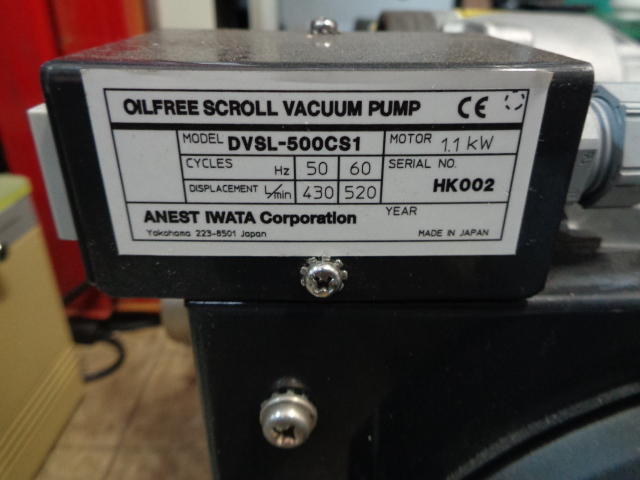 OILFREE SCROLL VACUUM PUMP CE
MODEL DVSL-500CS1 MOTOR 1.1 kW
CYCLES Hz 50 60 SERIAL NO.
DISPLACEMENT L/min 430 520 HK002
ANEST IWATA Corporation YEAR
Yokohama 223-8501 Japan MADE IN JAPAN